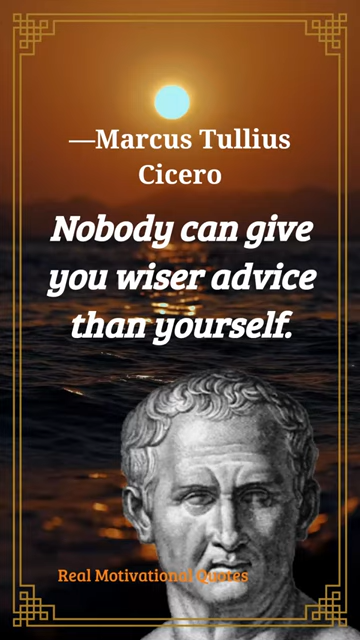 —Marcus Tullius
Cicero
Nobody can give
you wiser advice
than yourself.
Real Motivational Quotes